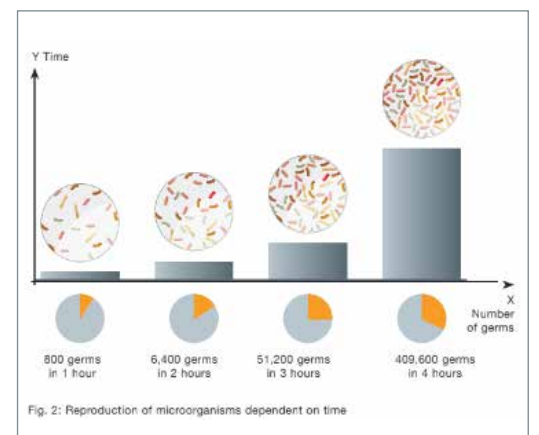 Y Time
X
Number
of germs
800 germs
in 1 hour
6,400 germs
in 2 hours
51,200 germs
in 3 hours
409,600 germs
in 4 hours
Fig. 2: Reproduction of microorganisms dependent on time